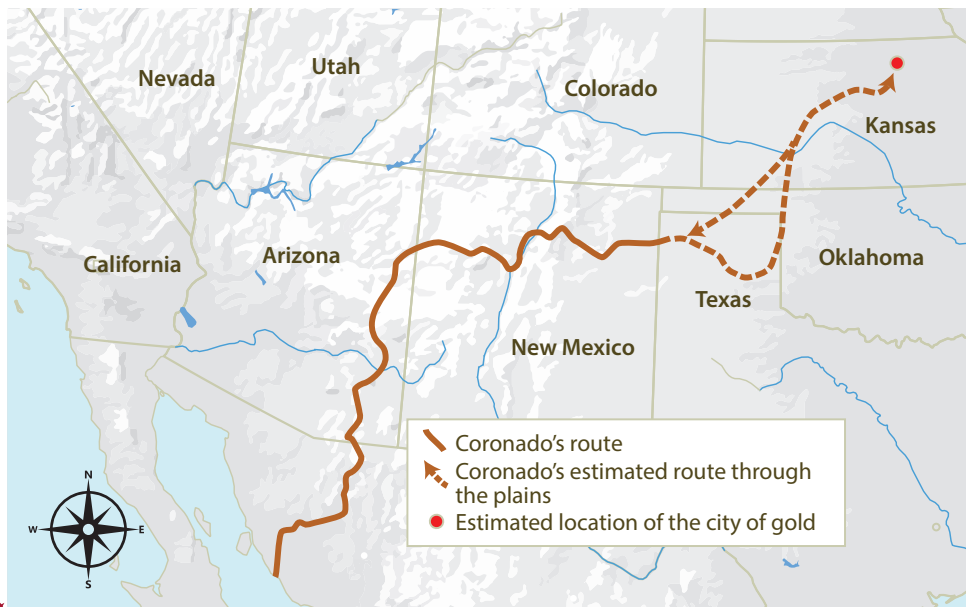 Nevada
Utah
Colorado
Kansas
California
Arizona
Oklahoma
Texas
New Mexico
Coronado’s route
Coronado’s estimated route through
the plains
Estimated location of the city of gold
N
W
E
S